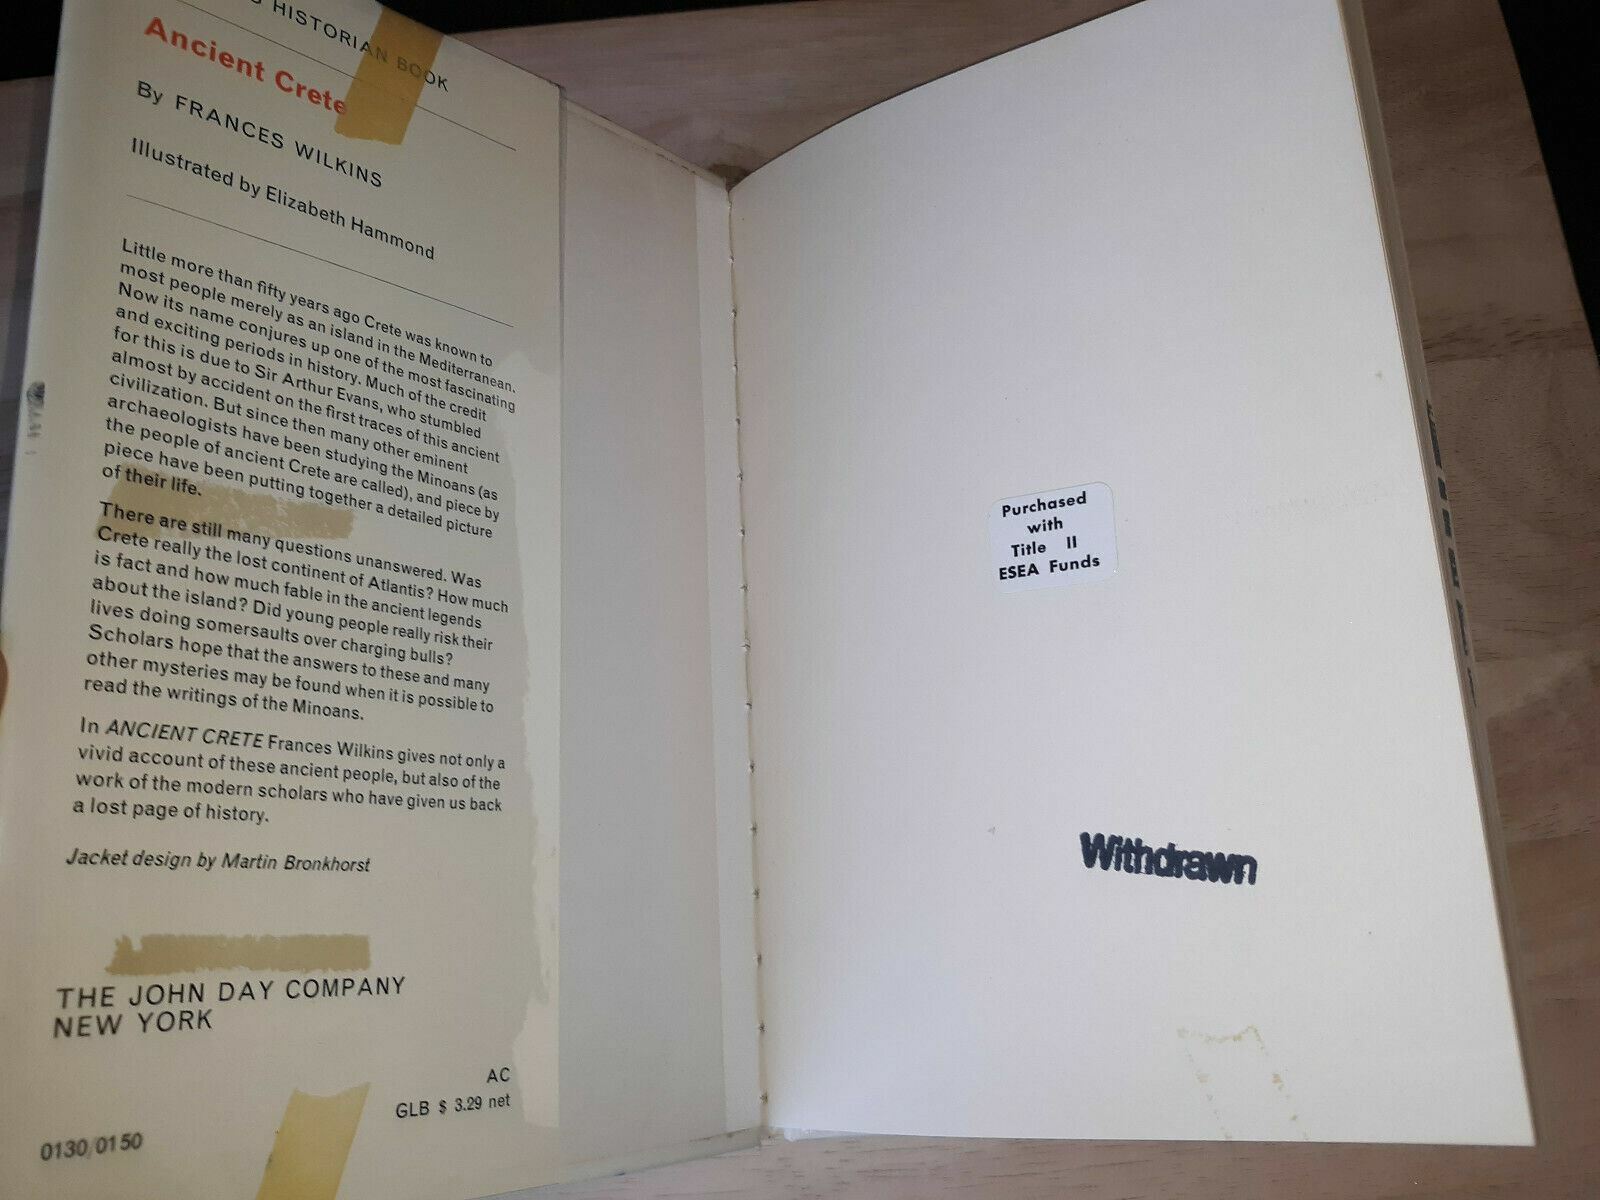 HISTORIAN BOOK
Ancient Crete
By FRANCES WILKINS
Illustrated by Elizabeth Hammond
Little more than fifty years ago Crete was known to
most people merely as an island in the Mediterranean.
Now its name conjures up one of the most fascinating
and exciting periods in history. Much of the credit
for this is due to Sir Arthur Evans, who stumbled
almost by accident on the first traces of this ancient
civilization. But since then many other eminent
archaeologists have been studying the Minoans (as
the people of ancient Crete are called), and piece by
piece have been putting together a detailed picture
of their life.
There are still many questions unanswered. Was
Crete really the lost continent of Atlantis? How much
is fact and how much fable in the ancient legends
about the island? Did young people really risk their
lives doing somersaults over charging bulls?
Scholars hope that the answers to these and many
other mysteries may be found when it is possible to
read the writings of the Minoans.
In ANCIENT CRETE Frances Wilkins gives not only a
vivid account of these ancient people, but also of the
work of the modern scholars who have given us back
a lost page of history.
Jacket design by Martin Bronkhorst
THE JOHN DAY COMPANY
NEW YORK
AC
GLB $ 3.29 net
0130/0150
Purchased
with
Title II
ESEA Funds
Withdrawn